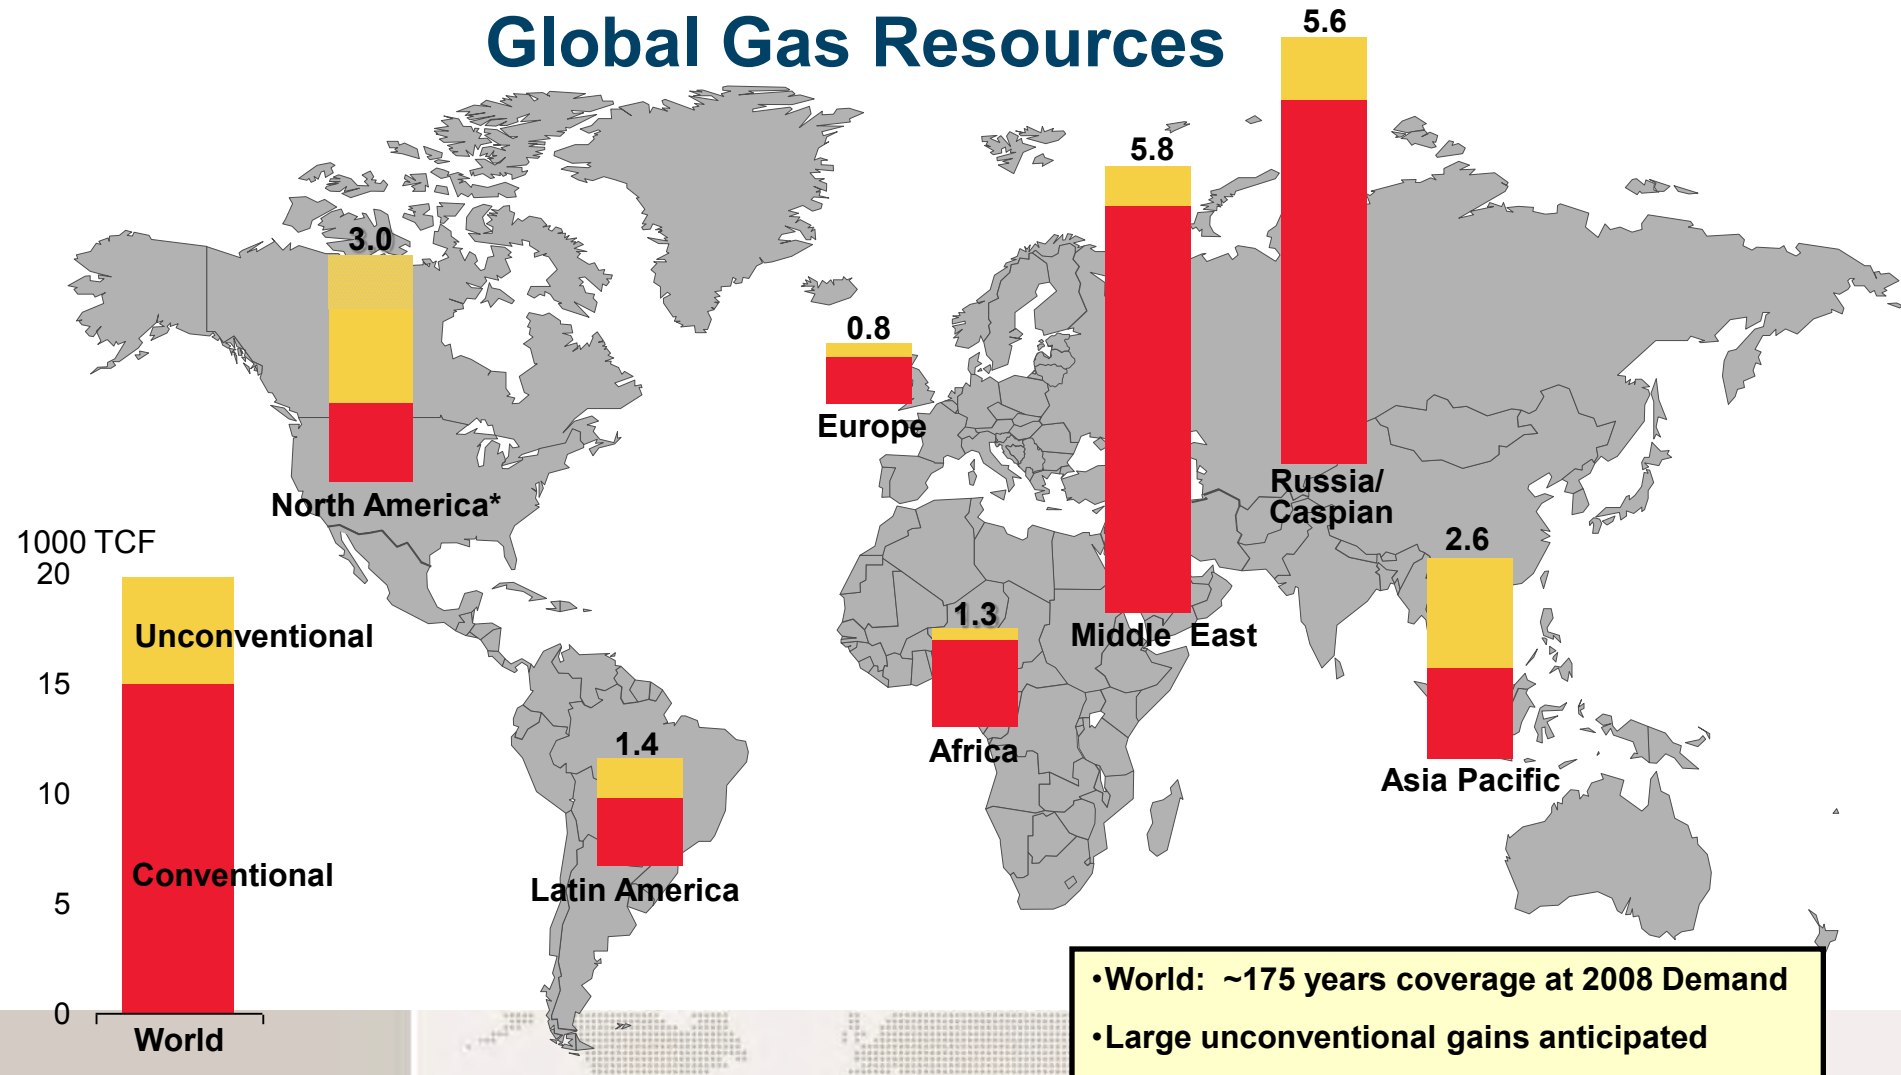 Global Gas Resources
5.6
5.8
3.0
0.8
Europe
North America*
Russia/
Caspian
1000 TCF
20
2.6
Unconventional
1.3
Middle East
15
1.4
Africa
Asia Pacific
10
Conventional
Latin America
5
•World: ~175 years coverage at 2008 Demand
0
World
•Large unconventional gains anticipated